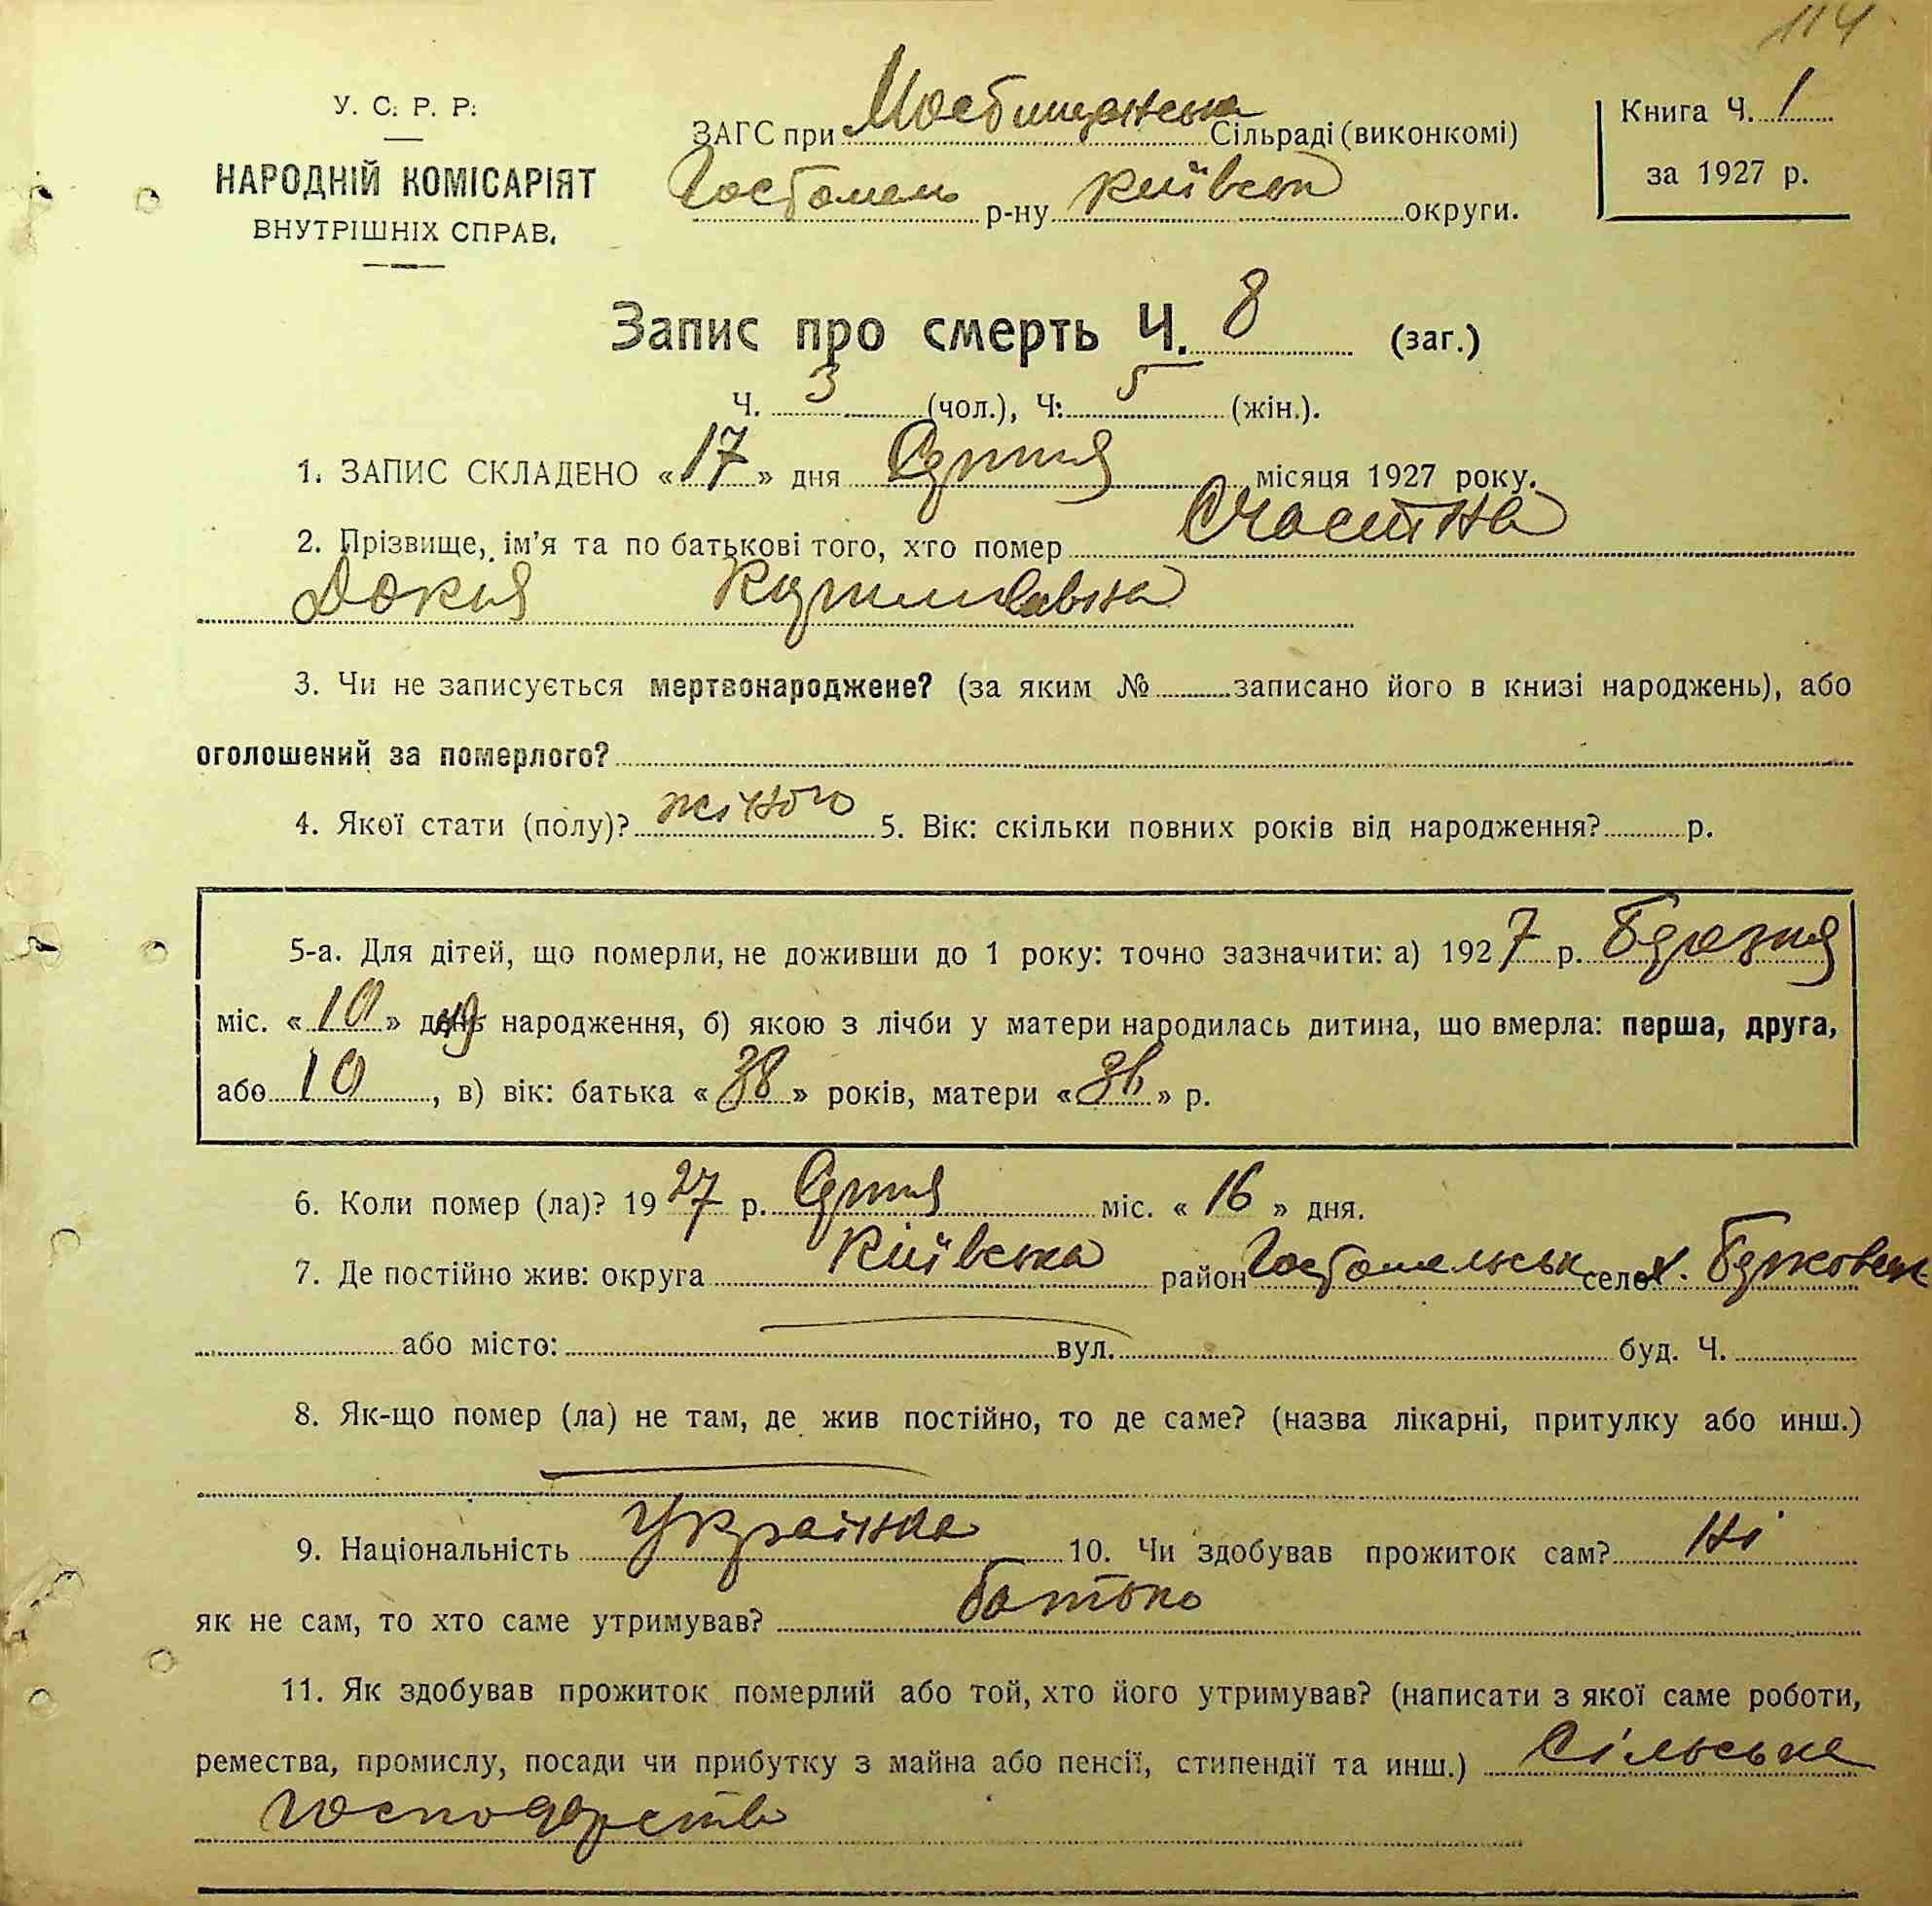 114
У. С. Р. Р.
НАРОДНІЙ КОМІСАРІЯТ
ВНУТРІШНІХ СПРАВ.
ЗАГС при Мостищанська Сільраді (виконкомі)
Гостомель р-ну Київськ округи.
Книга Ч. 1
за 1927 р.
Запис про смерть Ч. 8 (заг.)
Ч. 3 (чол.), Ч. 5 (жін.).
1. ЗАПИС СКЛАДЕНО «17» дня Серпня місяця 1927 року.
2. Прізвище, ім'я та по батькові того, хто помер Счастна
Докия
3. Чи не записується мертвонароджене? (за яким № записано його в книзі народжень), або
оголошений за померлого?
4. Якої стати (полу)? жіного 5. Вік: скільки повних років від народження? р.
5-а. Для дітей, що померли, не доживши до 1 року: точно зазначити: а) 1927 р. Березня
міс. «10» день народження, б) якою з лічби у матери народилась дитина, що вмерла: перша, друга,
або 10, в) вік: батька «38» років, матери «36» р.
6. Коли помер (ла)? 1927 р. Серпня міс. «16» дня.
7. Де постійно жив: округа Київська район Гостомельськ село х. Берковець
або місто: вул. буд. Ч.
8. Як-що помер (ла) не там, де жив постійно, то де саме? (назва лікарні, притулку або инш.)
9. Національність Українка 10. Чи здобував прожиток сам? Ні
як не сам, то хто саме утримував? батько
11. Як здобував прожиток померлий або той, хто його утримував? (написати з якої саме роботи,
ремества, промислу, посади чи прибутку з майна або пенсії, стипендії та инш.) Сільське
господарство